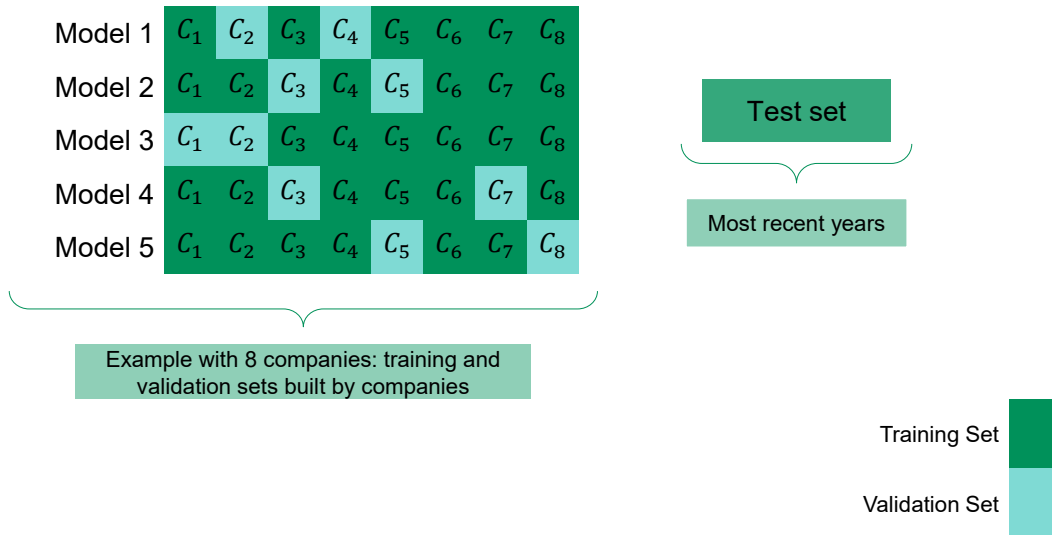 Model 1 C₁ C₂ C₃ C₄ C₅ C₆ C₇ C₈
Model 2 C₁ C₂ C₃ C₄ C₅ C₆ C₇ C₈
Model 3 C₁ C₂ C₃ C₄ C₅ C₆ C₇ C₈
Model 4 C₁ C₂ C₃ C₄ C₅ C₆ C₇ C₈
Model 5 C₁ C₂ C₃ C₄ C₅ C₆ C₇ C₈
Example with 8 companies: training and
validation sets built by companies
Test set
Most recent years
Training Set
Validation Set